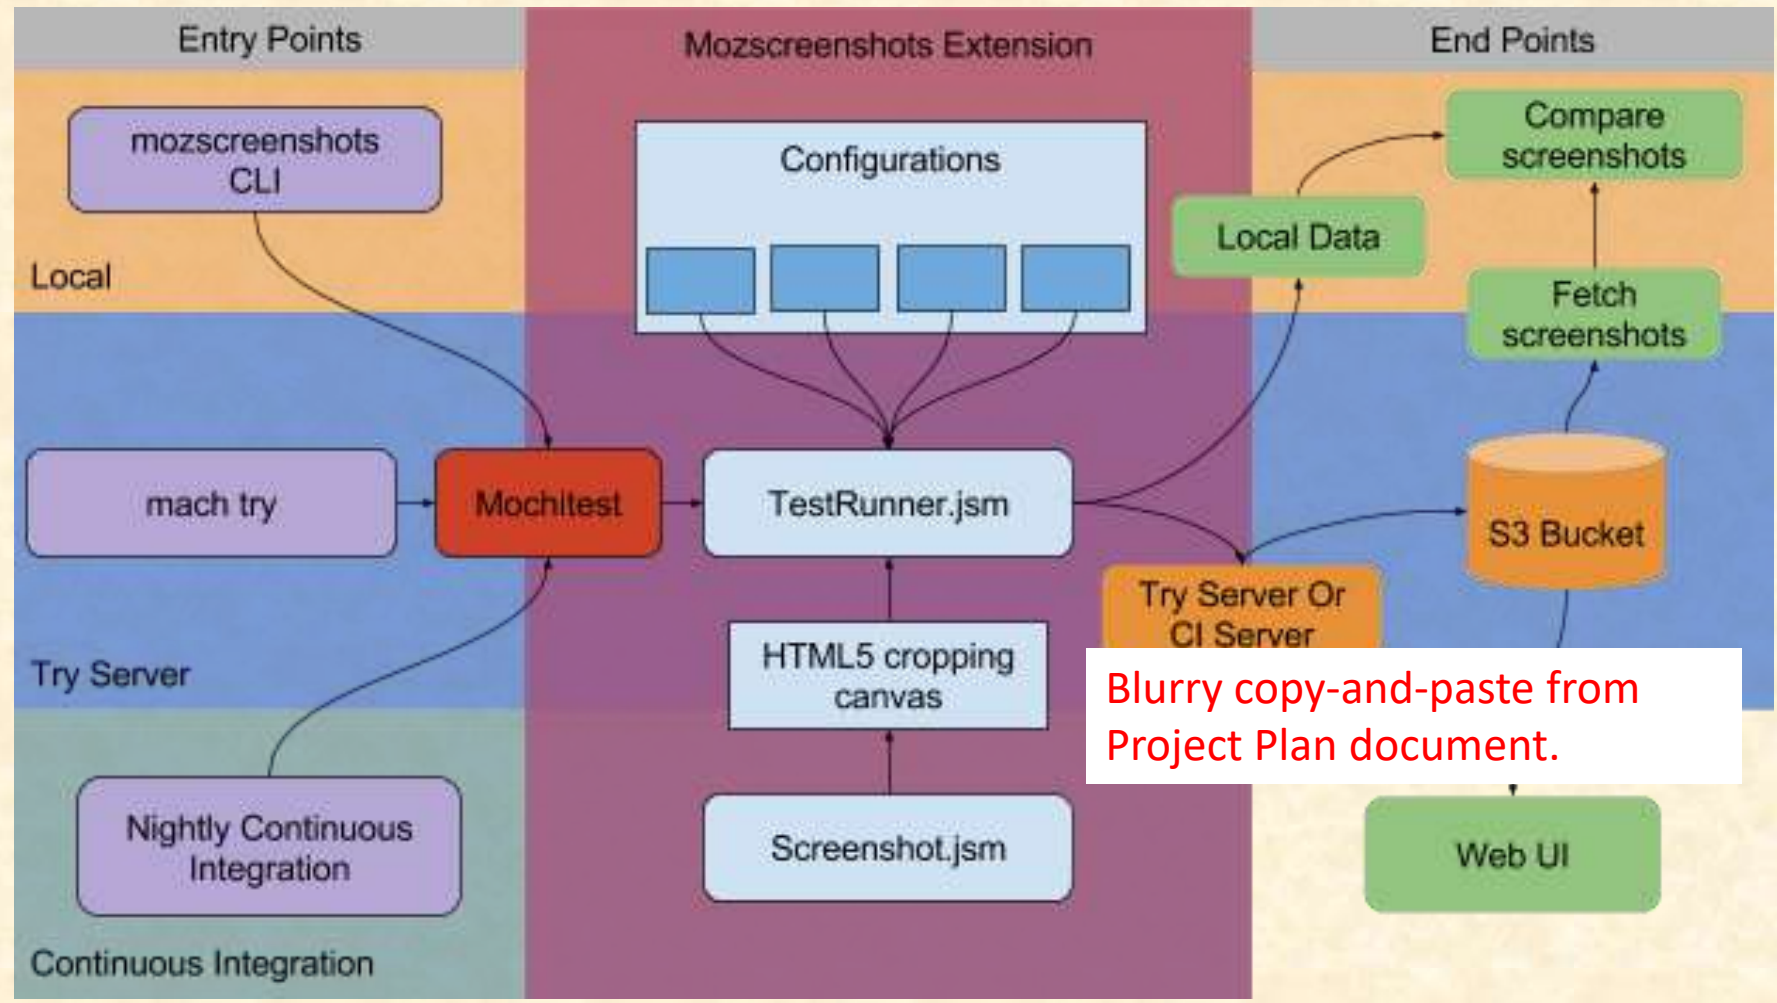 Entry Points
Mozscreenshots Extension
End Points
mozscreenshots
CLI
Configurations
Compare
screenshots
Local Data
Local
Fetch
screenshots
mach try
Mochitest
TestRunner.jsm
S3 Bucket
Try Server Or
CI Server
HTML5 cropping
canvas
Try Server
Blurry copy-and-paste from
Project Plan document.
Nightly Continuous
Integration
Screenshot.jsm
Web UI
Continuous Integration